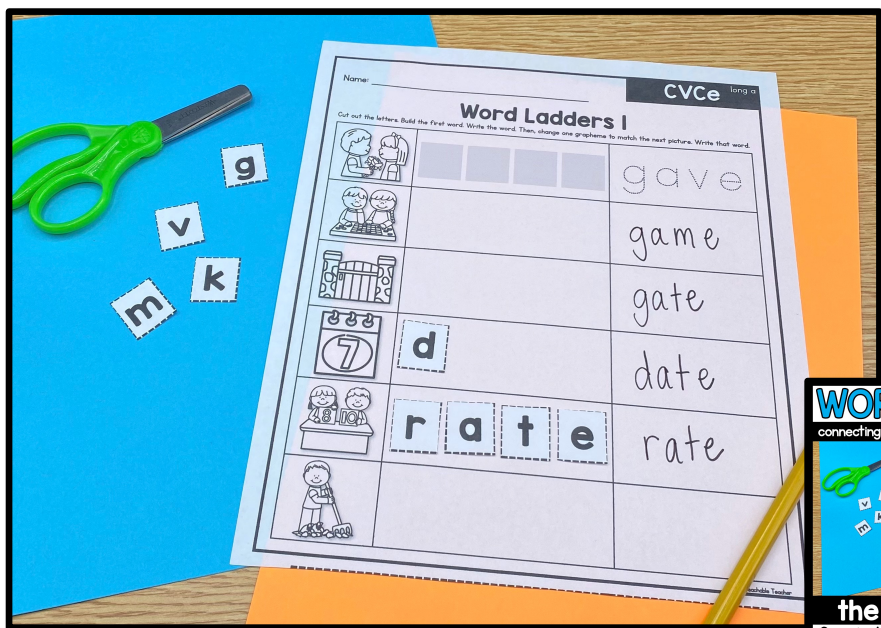 Name:
CVCe long a
Word Ladders 1
Cut out the letters. Build the first word. Write the word. Then, change one grapheme to match the next picture. Write that word.
gave
game
gate
7
d
date
8 10
r a t e
rate
g
v
k
m
Teacher
WOR
connecting
v
k
m
the